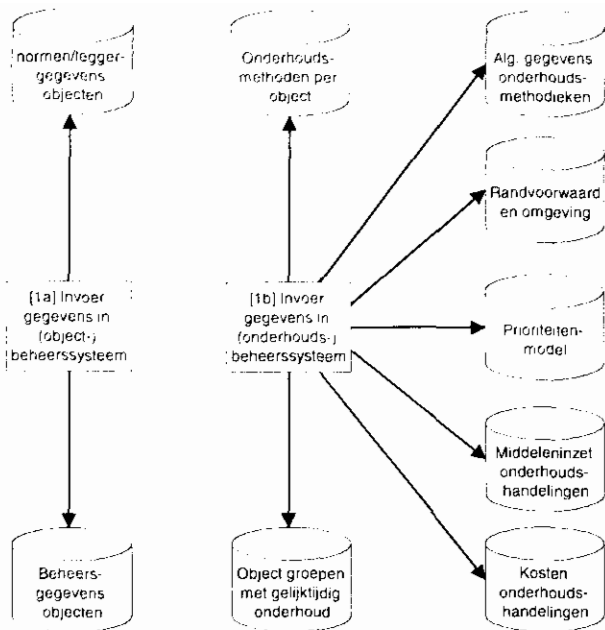 normen/legger-
gegevens
objecten
Onderhouds-
methoden per
object
Alg. gegevens
onderhouds-
methodieken
Randvoorwaard
en omgeving
[1a] Invoer
gegevens in
(object-)
beheerssysteem
[1b] Invoer
gegevens in
(onderhouds-)
beheerssysteem
Prioriteiten-
model
Middeleninzet
onderhouds-
handelingen
Beheers-
gegevens
objecten
Object groepen
met gelijktijdig
onderhoud
Kosten
onderhouds-
handelingen